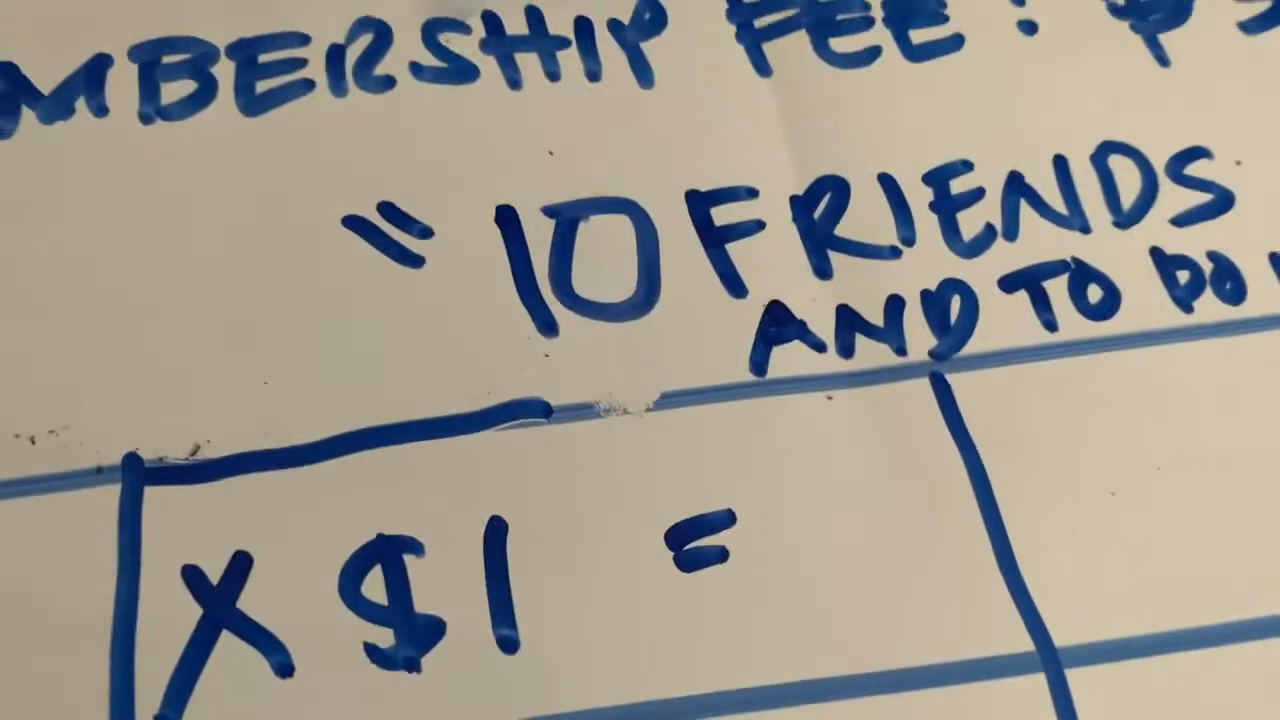 MBERSHIP FEE: $
"10 FRIENDS
AND TO DO
X $1 =